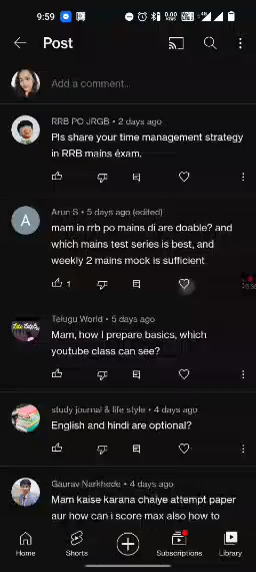 9:59
Post
Add a comment...
RRB PO JRGB • 2 days ago
Pls share your time management strategy
in RRB mains exam.
Arun S • 5 days ago (edited)
mam in rrb po mains di are doable? and
which mains test series is best, and
weekly 2 mains mock is sufficient
1
Telugu World • 5 days ago
Mam, how I prepare basics, which
youtube class can see?
study journal & life style • 4 days ago
English and hindi are optional?
Gaurav Narkhede • 4 days ago
Mam kaise karana chaiye attempt paper
aur how can i score max also how to
Home
Shorts
Subscriptions
Library